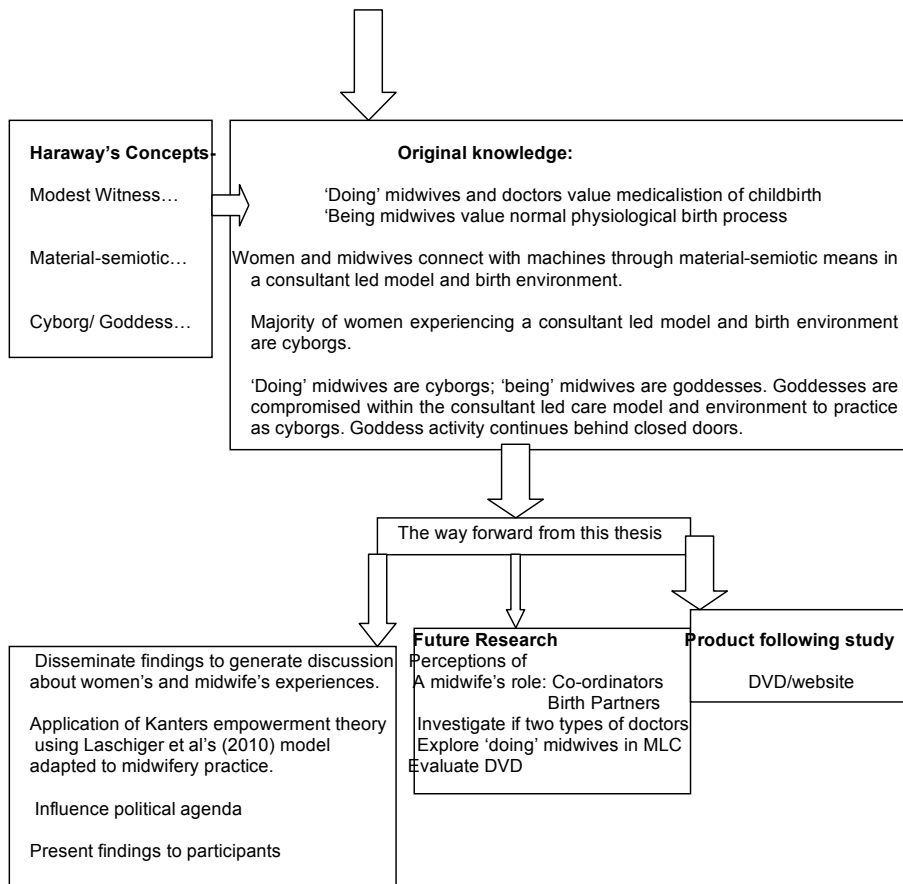 Haraway’s Concepts-
Modest Witness…
Material-semiotic…
Cyborg/ Goddess…
Original knowledge:
‘Doing’ midwives and doctors value medicalistion of childbirth
‘Being midwives value normal physiological birth process
Women and midwives connect with machines through material-semiotic means in
a consultant led model and birth environment.
Majority of women experiencing a consultant led model and birth environment
are cyborgs.
‘Doing’ midwives are cyborgs; ‘being’ midwives are goddesses. Goddesses are
compromised within the consultant led care model and environment to practice
as cyborgs. Goddess activity continues behind closed doors.
The way forward from this thesis
Disseminate findings to generate discussion
about women’s and midwife’s experiences.
Application of Kanters empowerment theory
using Laschiger et al’s (2010) model
adapted to midwifery practice.
Influence political agenda
Present findings to participants
Future Research
Perceptions of
A midwife’s role: Co-ordinators
Birth Partners
Investigate if two types of doctors
Explore ‘doing’ midwives in MLC
Evaluate DVD
Product following study
DVD/website